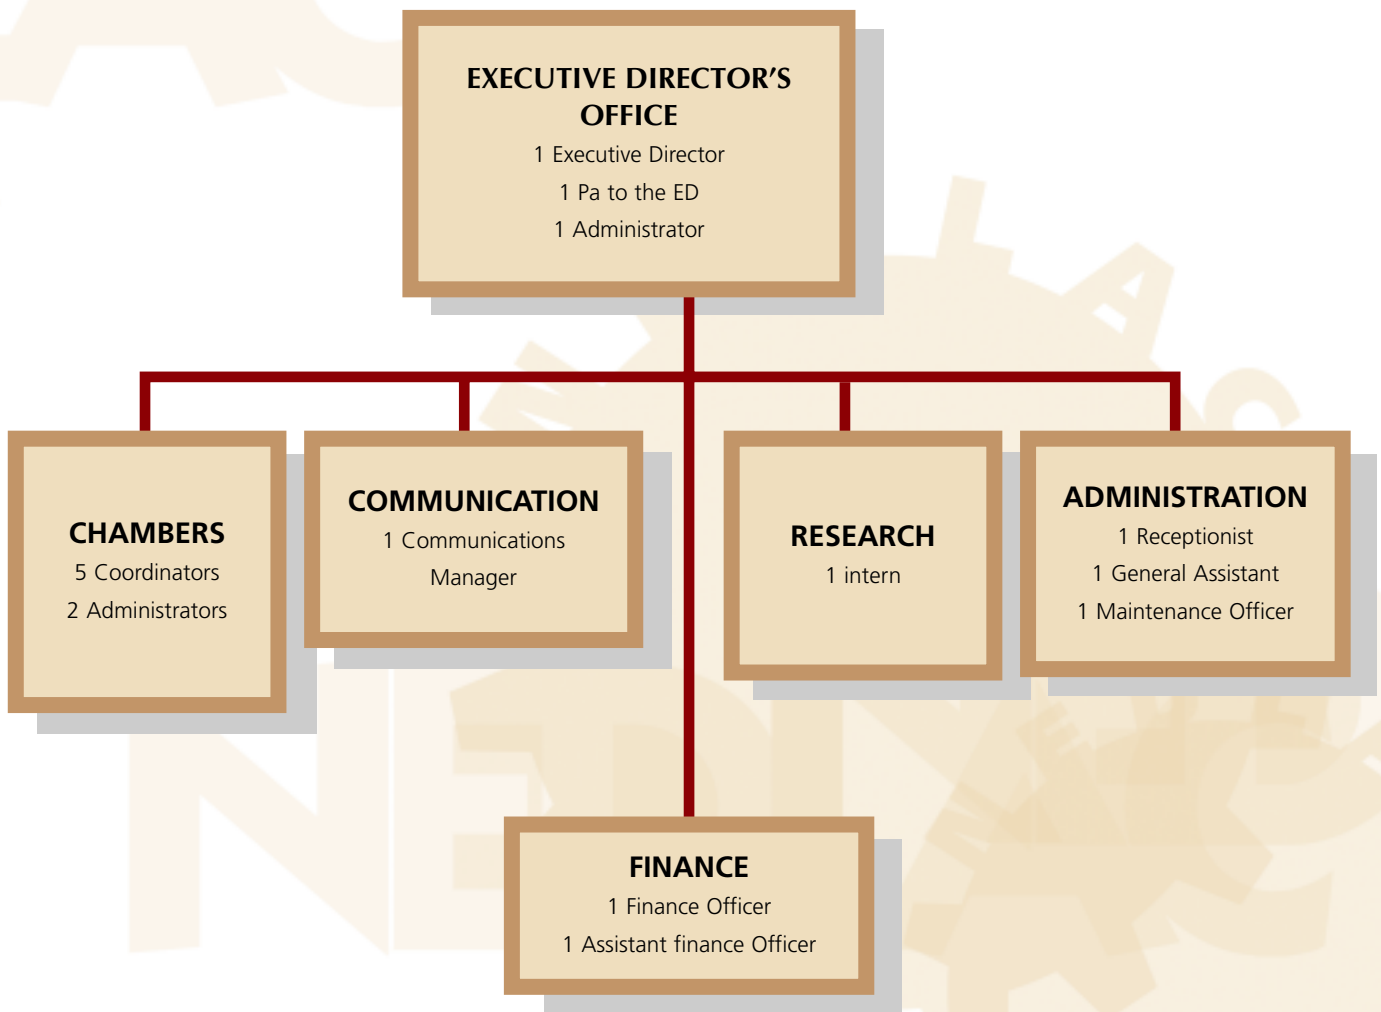 EXECUTIVE DIRECTOR'S
OFFICE
1 Executive Director
1 Pa to the ED
1 Administrator
CHAMBERS
5 Coordinators
2 Administrators
COMMUNICATION
1 Communications
Manager
RESEARCH
1 intern
ADMINISTRATION
1 Receptionist
1 General Assistant
1 Maintenance Officer
FINANCE
1 Finance Officer
1 Assistant finance Officer